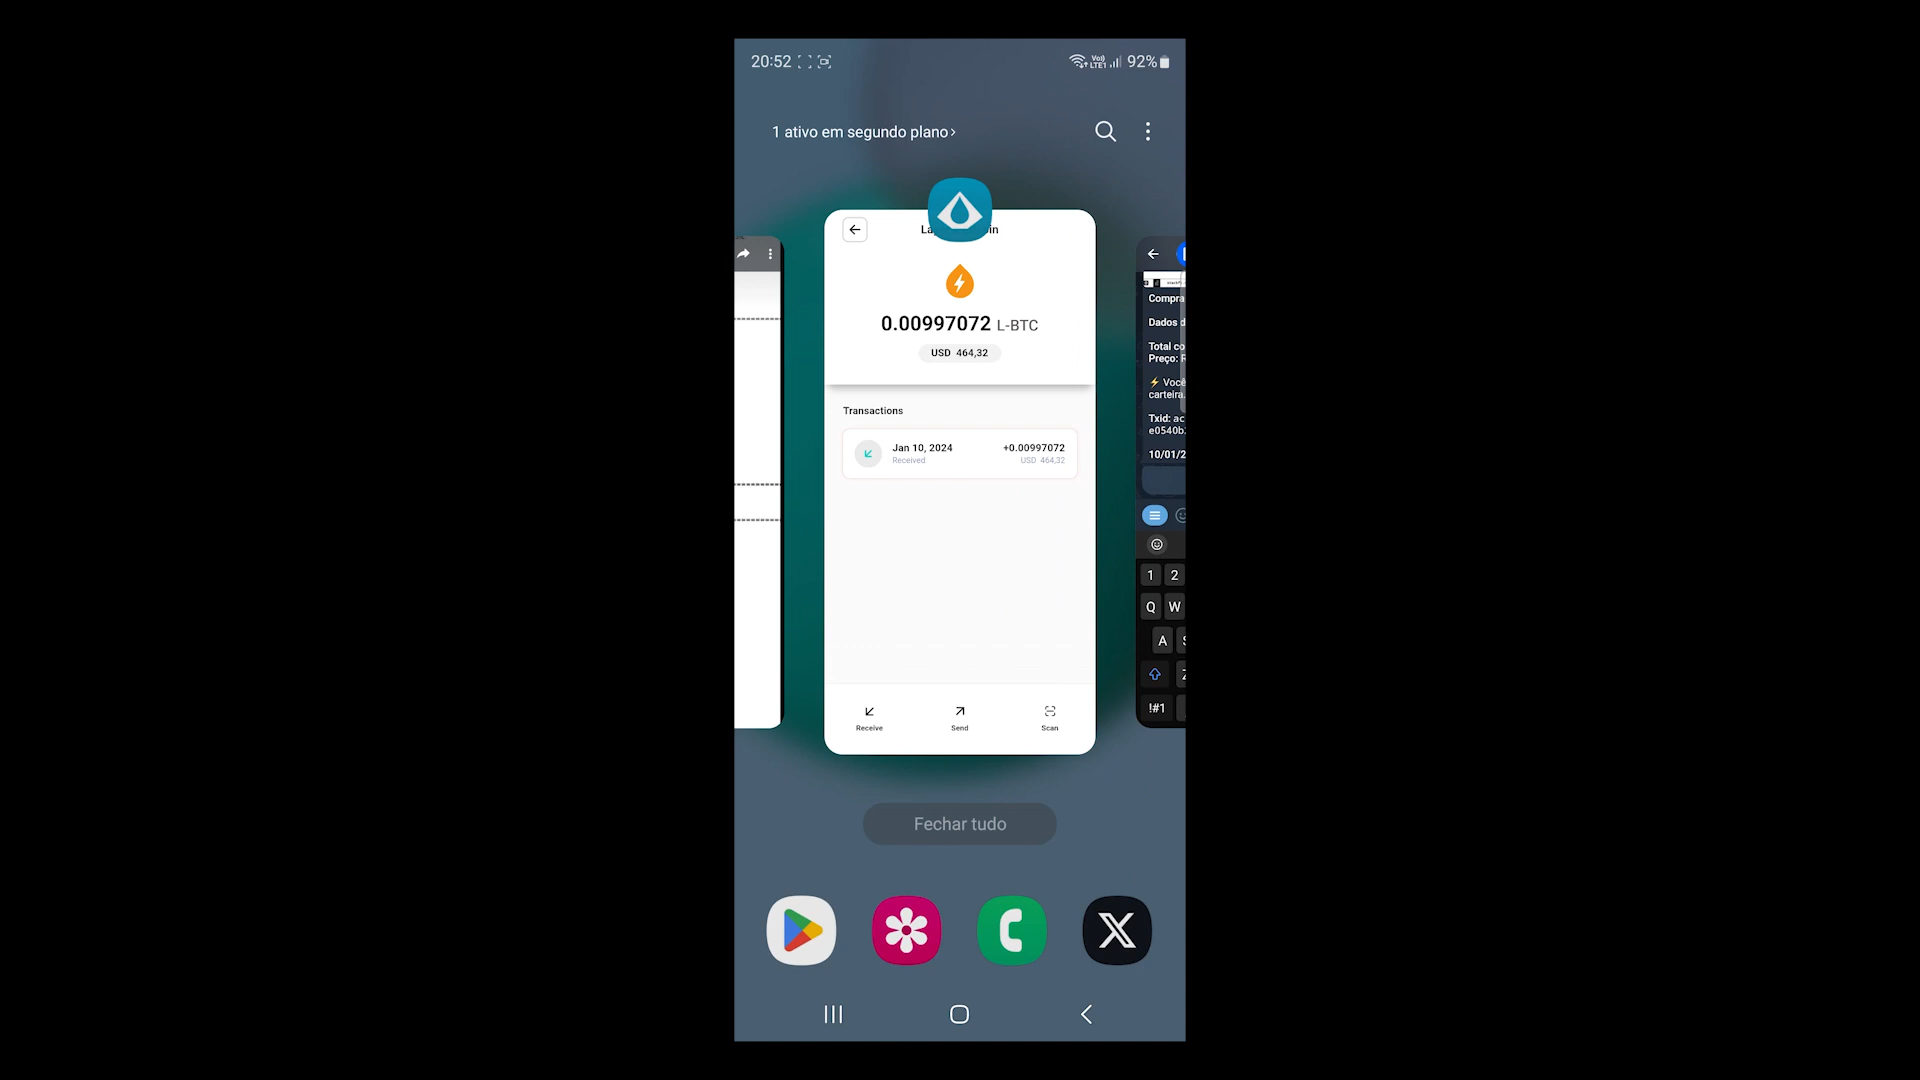 20:52
Vo)) LTE1 92%
1 ativo em segundo plano
0.00997072 L-BTC
USD 464,32
Transactions
Jan 10, 2024 +0.00997072
Received USD 464,32
Receive Send Scan
Compra
Dados
Total
Preço:
⚡ Você
carteira.
Txid: ac
e0540b
10/01/2
1 2
Q W
A
!#1
Fechar tudo